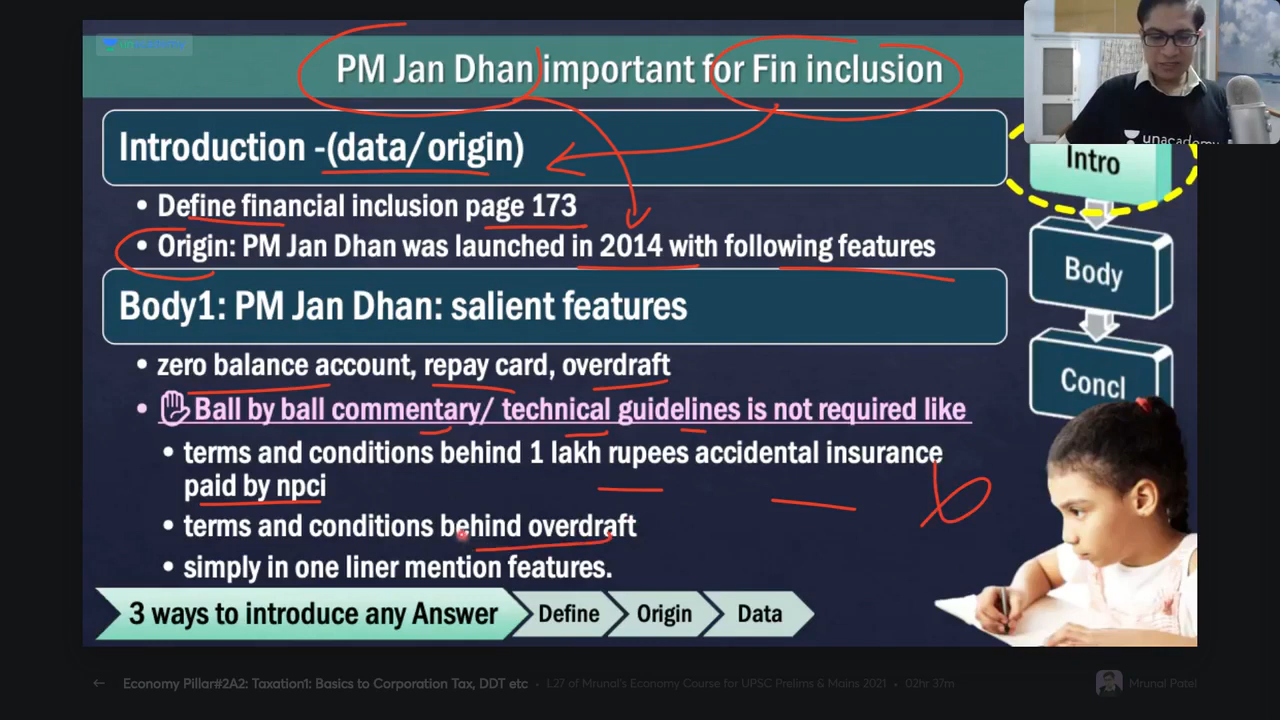 unacademy
PM Jan Dhan important for Fin inclusion
unacademy
Introduction -(data/origin)
Intro
• Define financial inclusion page 173
• Origin: PM Jan Dhan was launched in 2014 with following features
Body
Body1: PM Jan Dhan: salient features
• zero balance account, repay card, overdraft
Concl
• Ball by ball commentary/ technical guidelines is not required like
• terms and conditions behind 1 lakh rupees accidental insurance
paid by npci
• terms and conditions behind overdraft
• simply in one liner mention features.
3 ways to introduce any Answer
Define
Origin
Data
← Economy Pillar#2A2: Taxation1: Basics to Corporation Tax, DDT etc • L27 of Mrunal's Economy Course for UPSC Prelims & Mains 2021 • 02hr 37m
Mrunal Patel